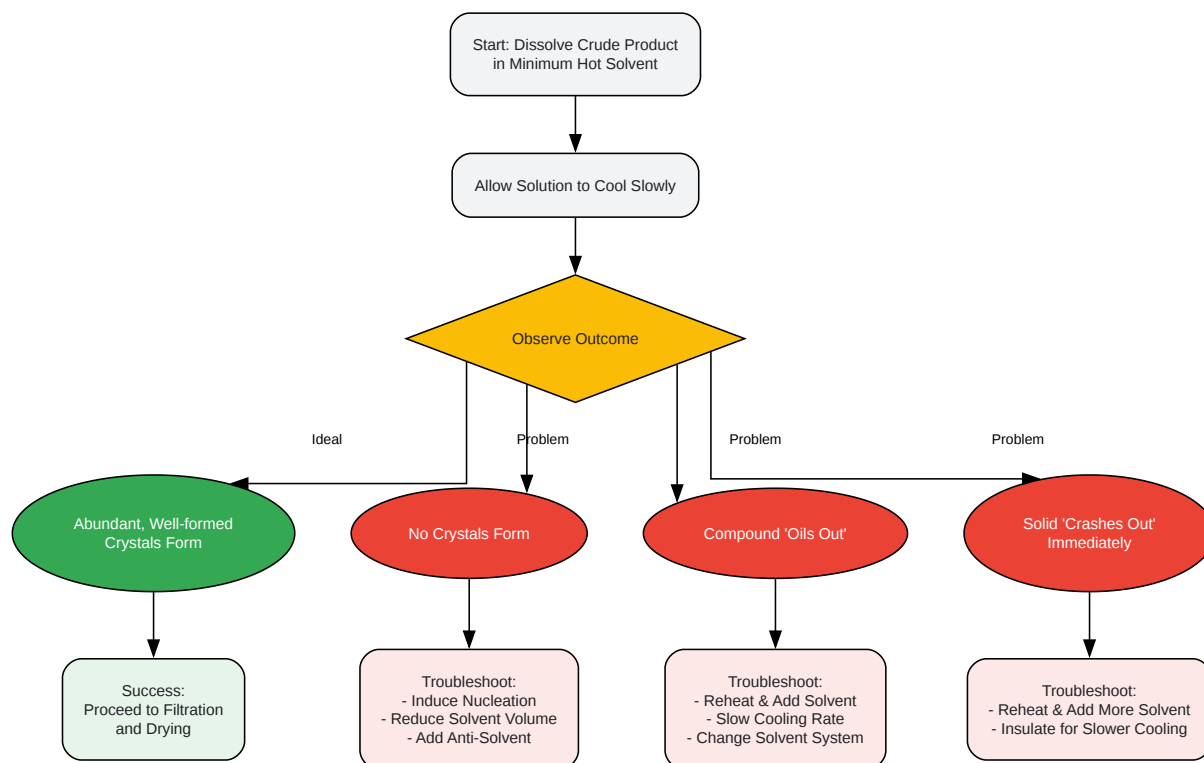 Start: Dissolve Crude Product
in Minimum Hot Solvent
Allow Solution to Cool Slowly
Observe Outcome
Ideal
Problem
Problem
Problem
Abundant, Well-formed
Crystals Form
No Crystals Form
Compound 'Oils Out'
Solid 'Crashes Out'
Immediately
Success:
Proceed to Filtration
and Drying
Troubleshoot:
- Induce Nucleation
- Reduce Solvent Volume
- Add Anti-Solvent
Troubleshoot:
- Reheat & Add Solvent
- Slow Cooling Rate
- Change Solvent System
Troubleshoot:
- Reheat & Add More Solvent
- Insulate for Slower Cooling